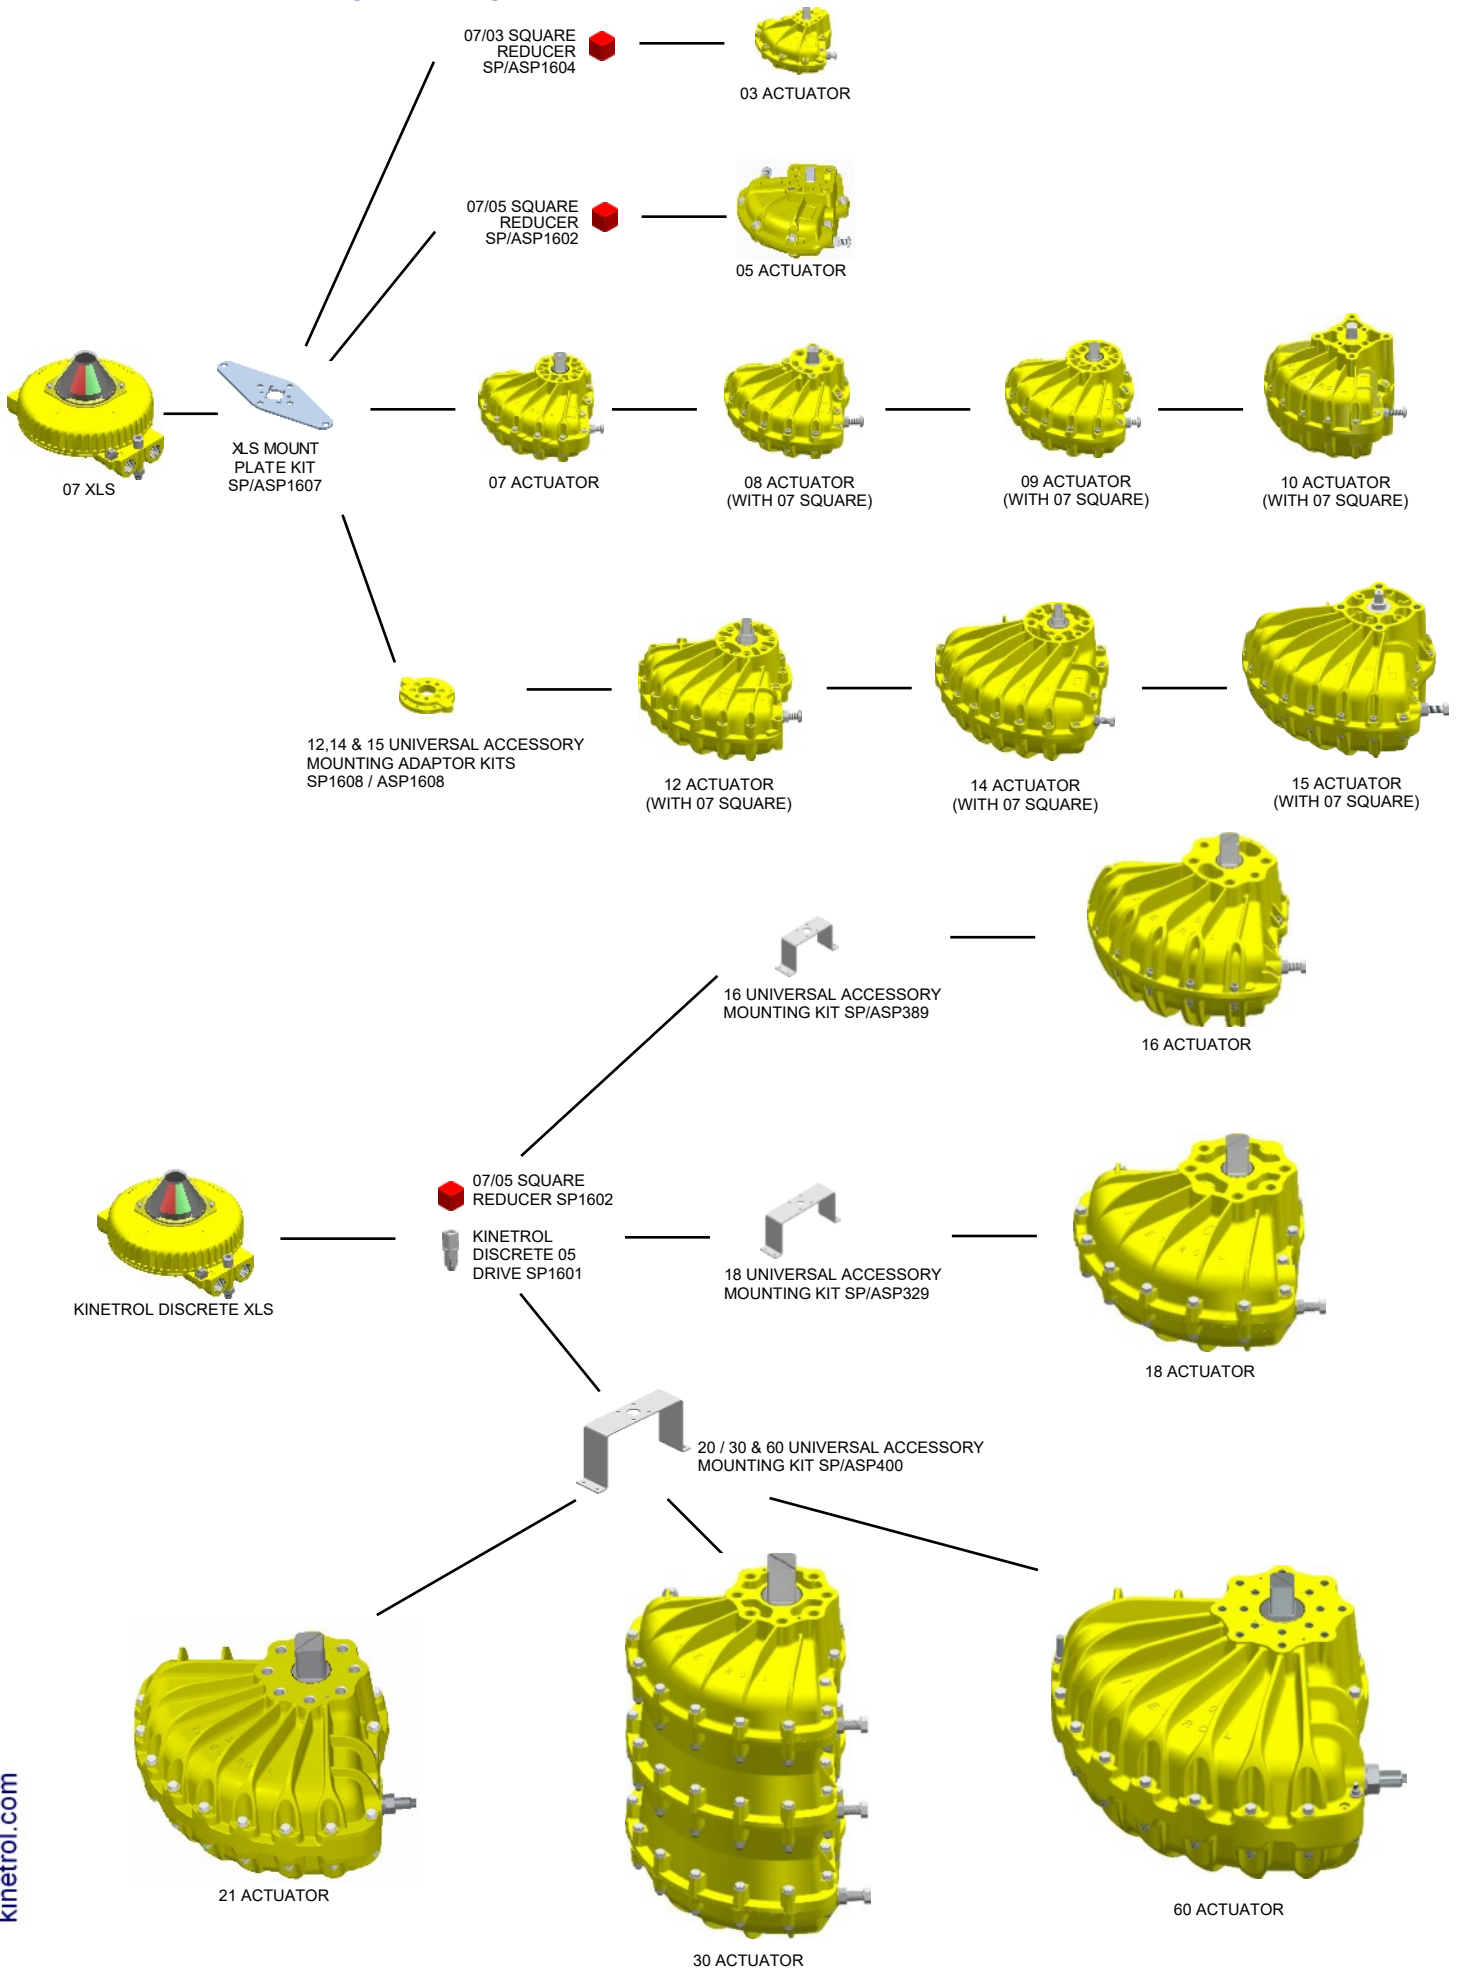 07/03 SQUARE
REDUCER
SP/ASP1604
03 ACTUATOR
07/05 SQUARE
REDUCER
SP/ASP1602
05 ACTUATOR
07 XLS
XLS MOUNT
PLATE KIT
SP/ASP1607
07 ACTUATOR
08 ACTUATOR
(WITH 07 SQUARE)
09 ACTUATOR
(WITH 07 SQUARE)
10 ACTUATOR
(WITH 07 SQUARE)
12,14 & 15 UNIVERSAL ACCESSORY
MOUNTING ADAPTOR KITS
SP1608 / ASP1608
12 ACTUATOR
(WITH 07 SQUARE)
14 ACTUATOR
(WITH 07 SQUARE)
15 ACTUATOR
(WITH 07 SQUARE)
16 UNIVERSAL ACCESSORY
MOUNTING KIT SP/ASP389
16 ACTUATOR
KINETROL DISCRETE XLS
07/05 SQUARE
REDUCER SP1602
KINETROL
DISCRETE 05
DRIVE SP1601
18 UNIVERSAL ACCESSORY
MOUNTING KIT SP/ASP329
18 ACTUATOR
20 / 30 & 60 UNIVERSAL ACCESSORY
MOUNTING KIT SP/ASP400
21 ACTUATOR
30 ACTUATOR
60 ACTUATOR
kinetrol.com